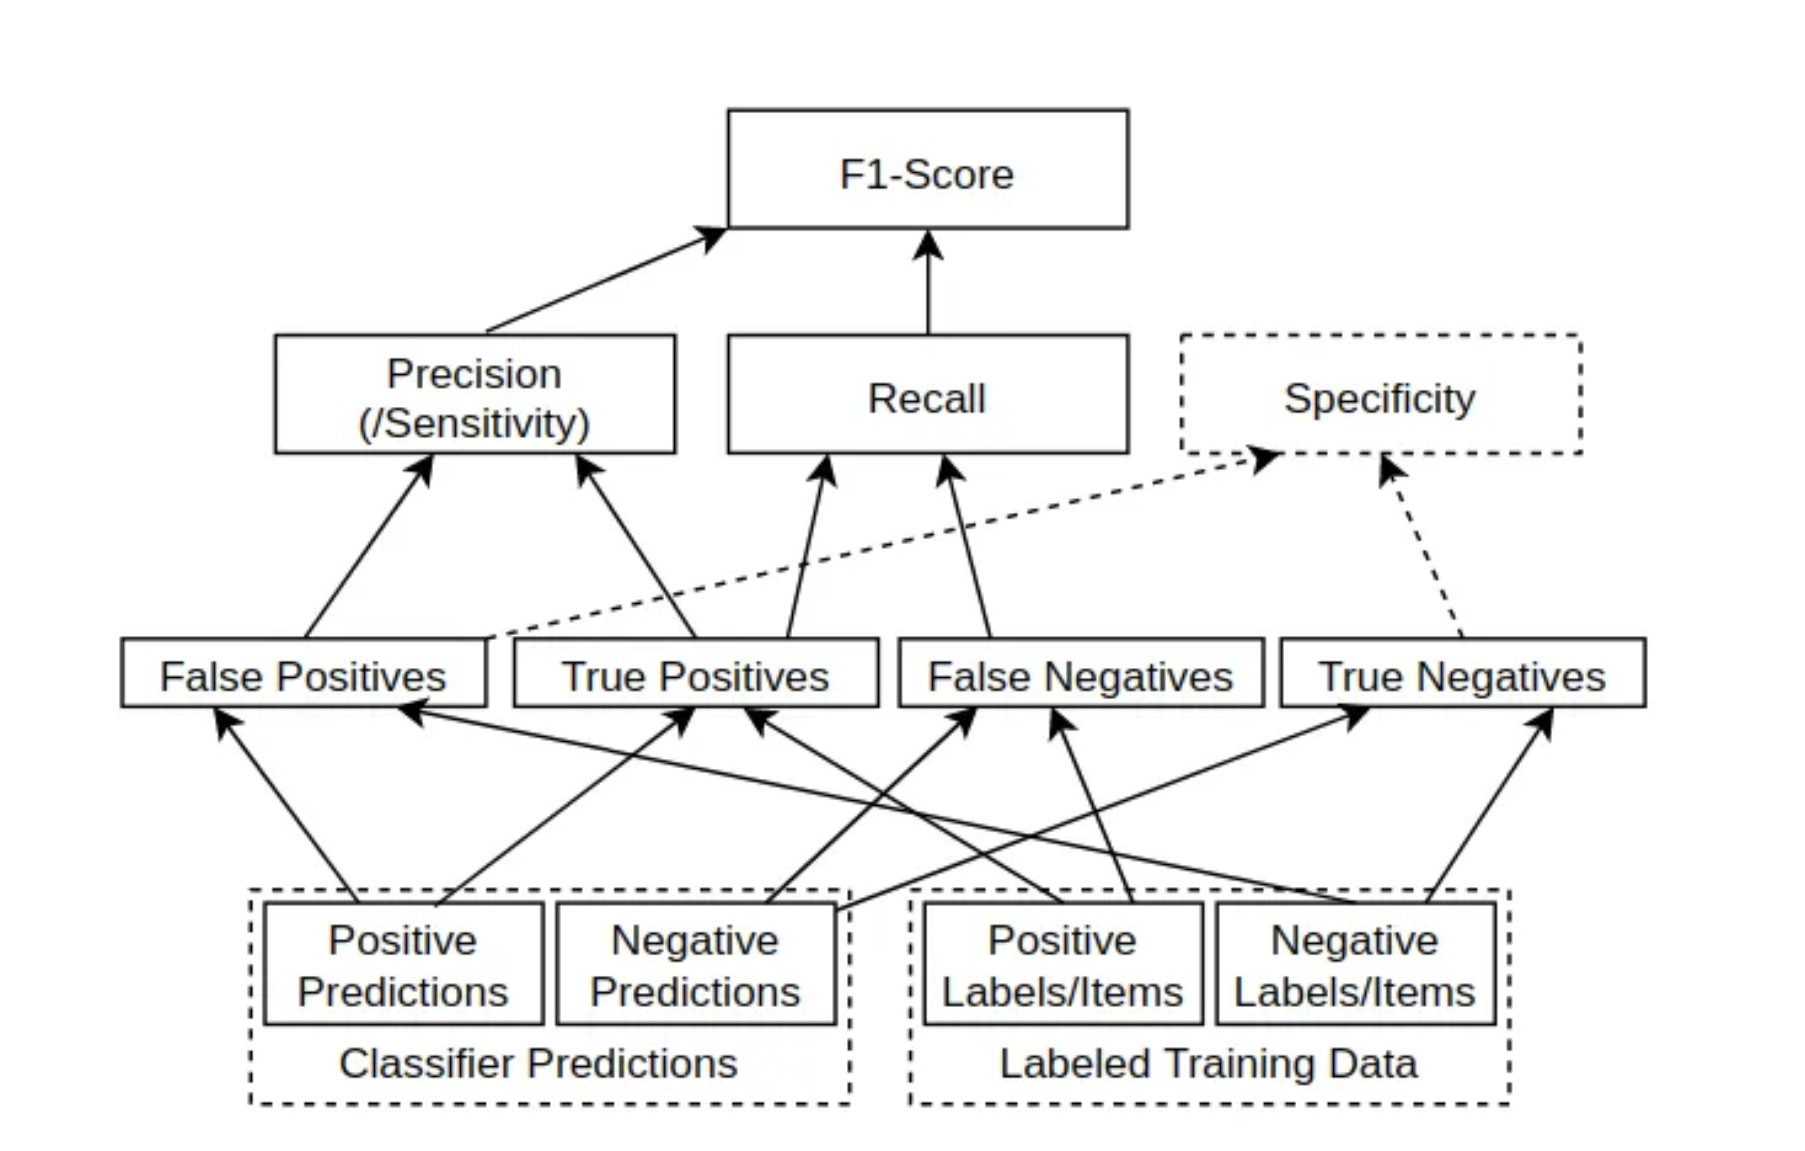 F1-Score
Precision
(/Sensitivity)
Recall
Specificity
False Positives
True Positives
False Negatives
True Negatives
Positive
Predictions
Negative
Predictions
Classifier Predictions
Positive
Labels/Items
Negative
Labels/Items
Labeled Training Data